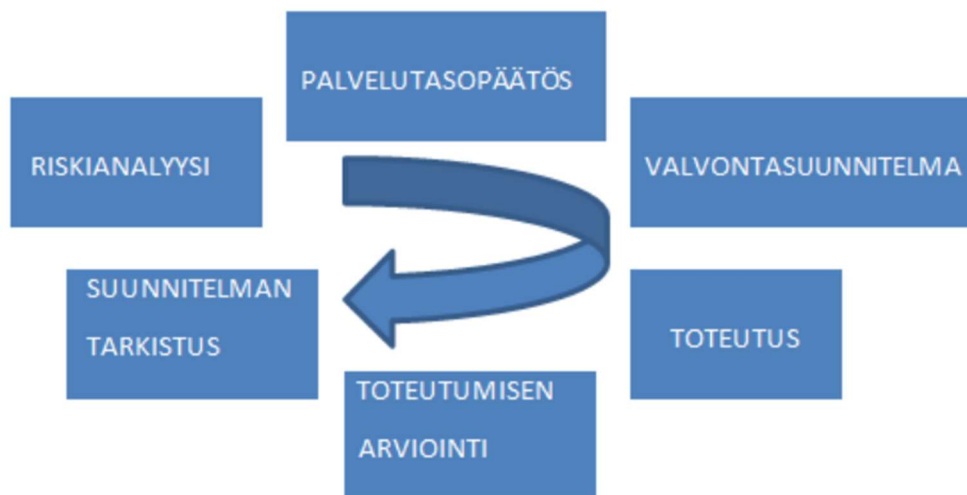 PALVELUTASOPÄÄTÖS
RISKIANALYYSI
VALVONTASUUNNITELMA
SUUNNITELMAN
TARKISTUS
TOTEUTUS
TOTEUTUMISEN
ARVIOINTI